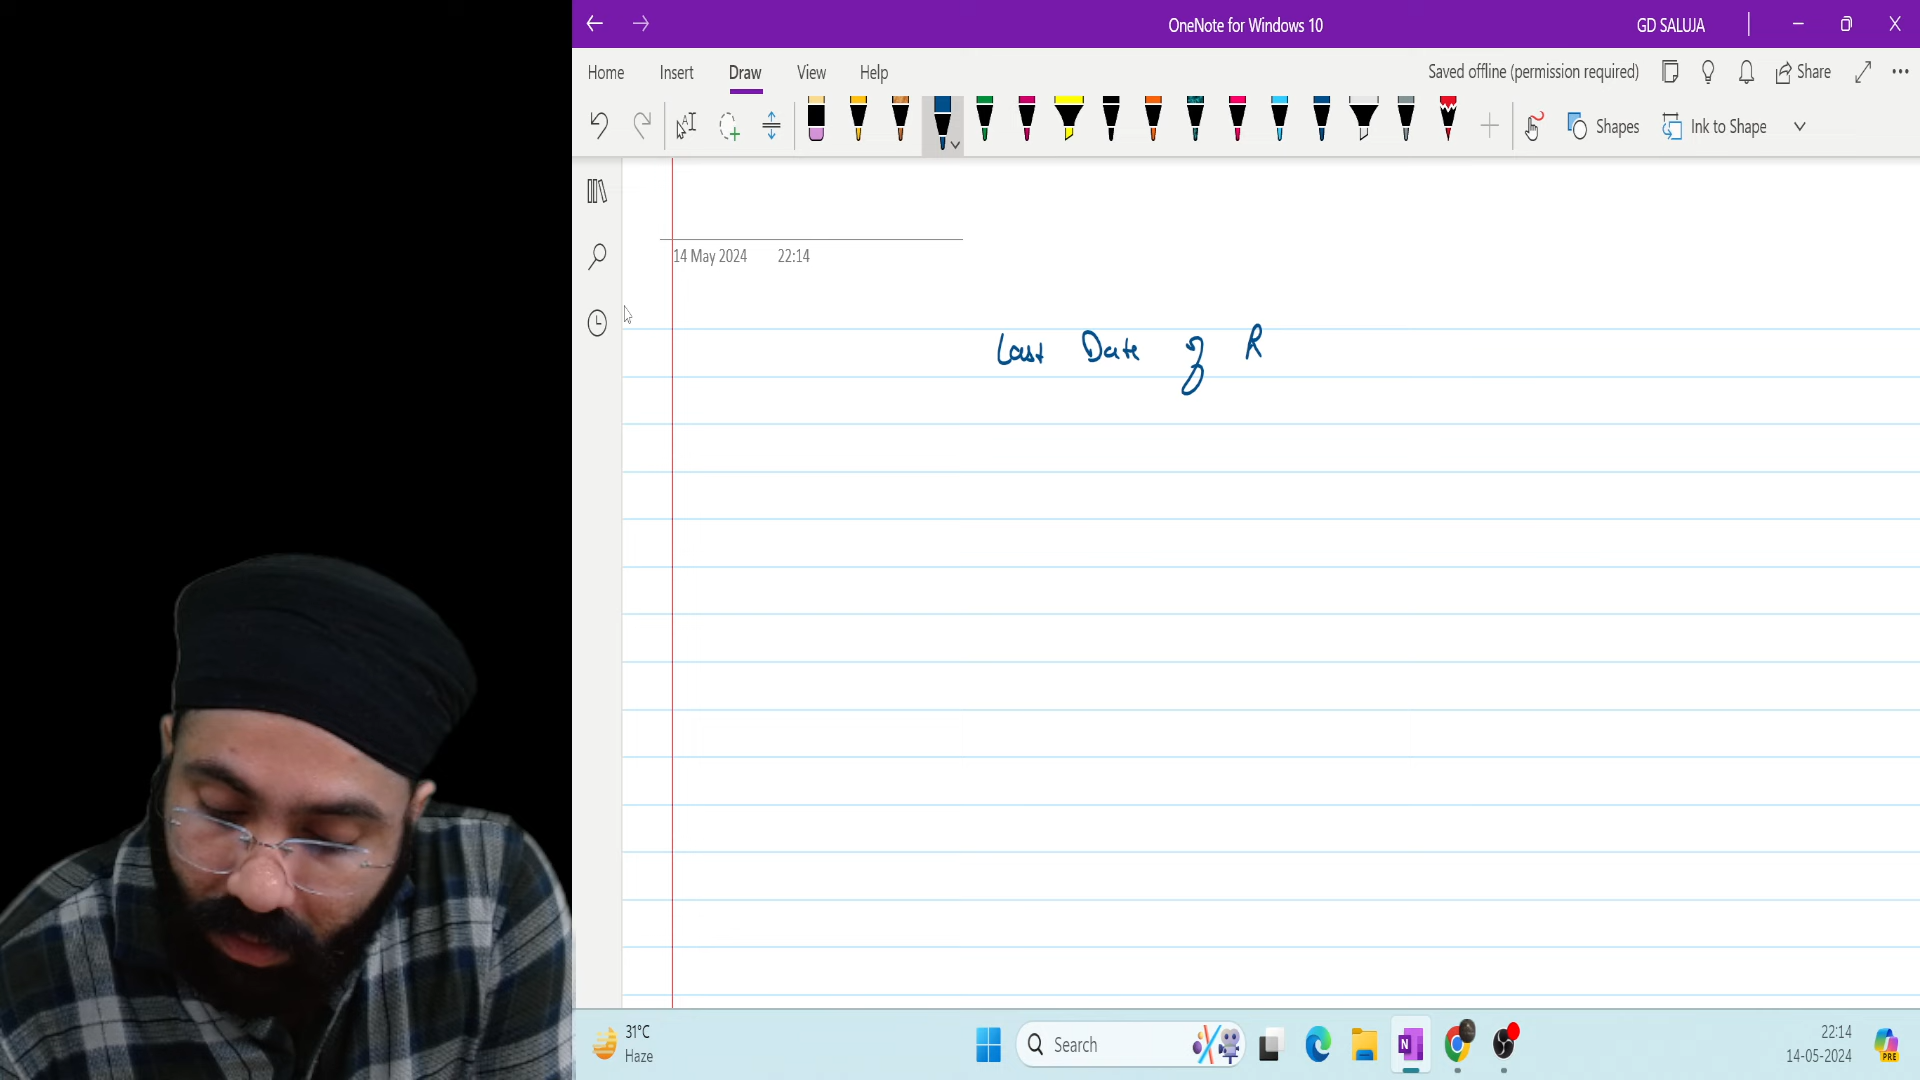 OneNote for Windows 10
GD SALUJA
Home Insert Draw View Help
Saved offline (permission required)
Share
Shapes
Ink to Shape
14 May 2024 22:14
Last Date of R
31°C
Haze
Search
22:14
14-05-2024
PRE